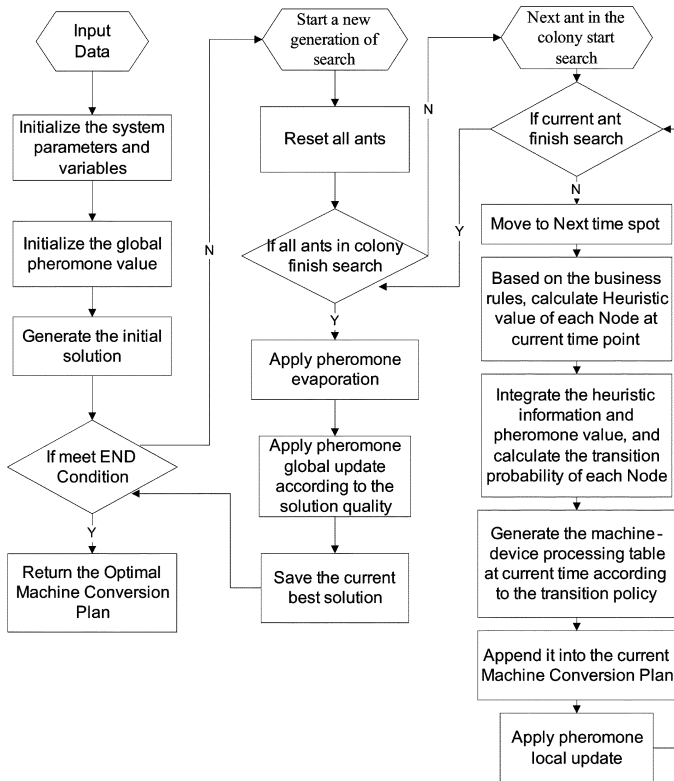 Input
Data
Initialize the system
parameters and
variables
Initialize the global
pheromone value
Generate the initial
solution
If meet END
Condition
Y
Return the Optimal
Machine Conversion
Plan
N
Start a new
generation of
search
Reset all ants
If all ants in colony
finish search
Y
Apply pheromone
evaporation
Apply pheromone
global update
according to the
solution quality
Save the current
best solution
N
Next ant in the
colony start
search
If current ant
finish search
Y
N
Move to Next time spot
Based on the business
rules, calculate Heuristic
value of each Node at
current time point
Integrate the heuristic
information and
pheromone value, and
calculate the transition
probability of each Node
Generate the machine-
device processing table
at current time according
to the transition policy
Append it into the current
Machine Conversion Plan
Apply pheromone
local update